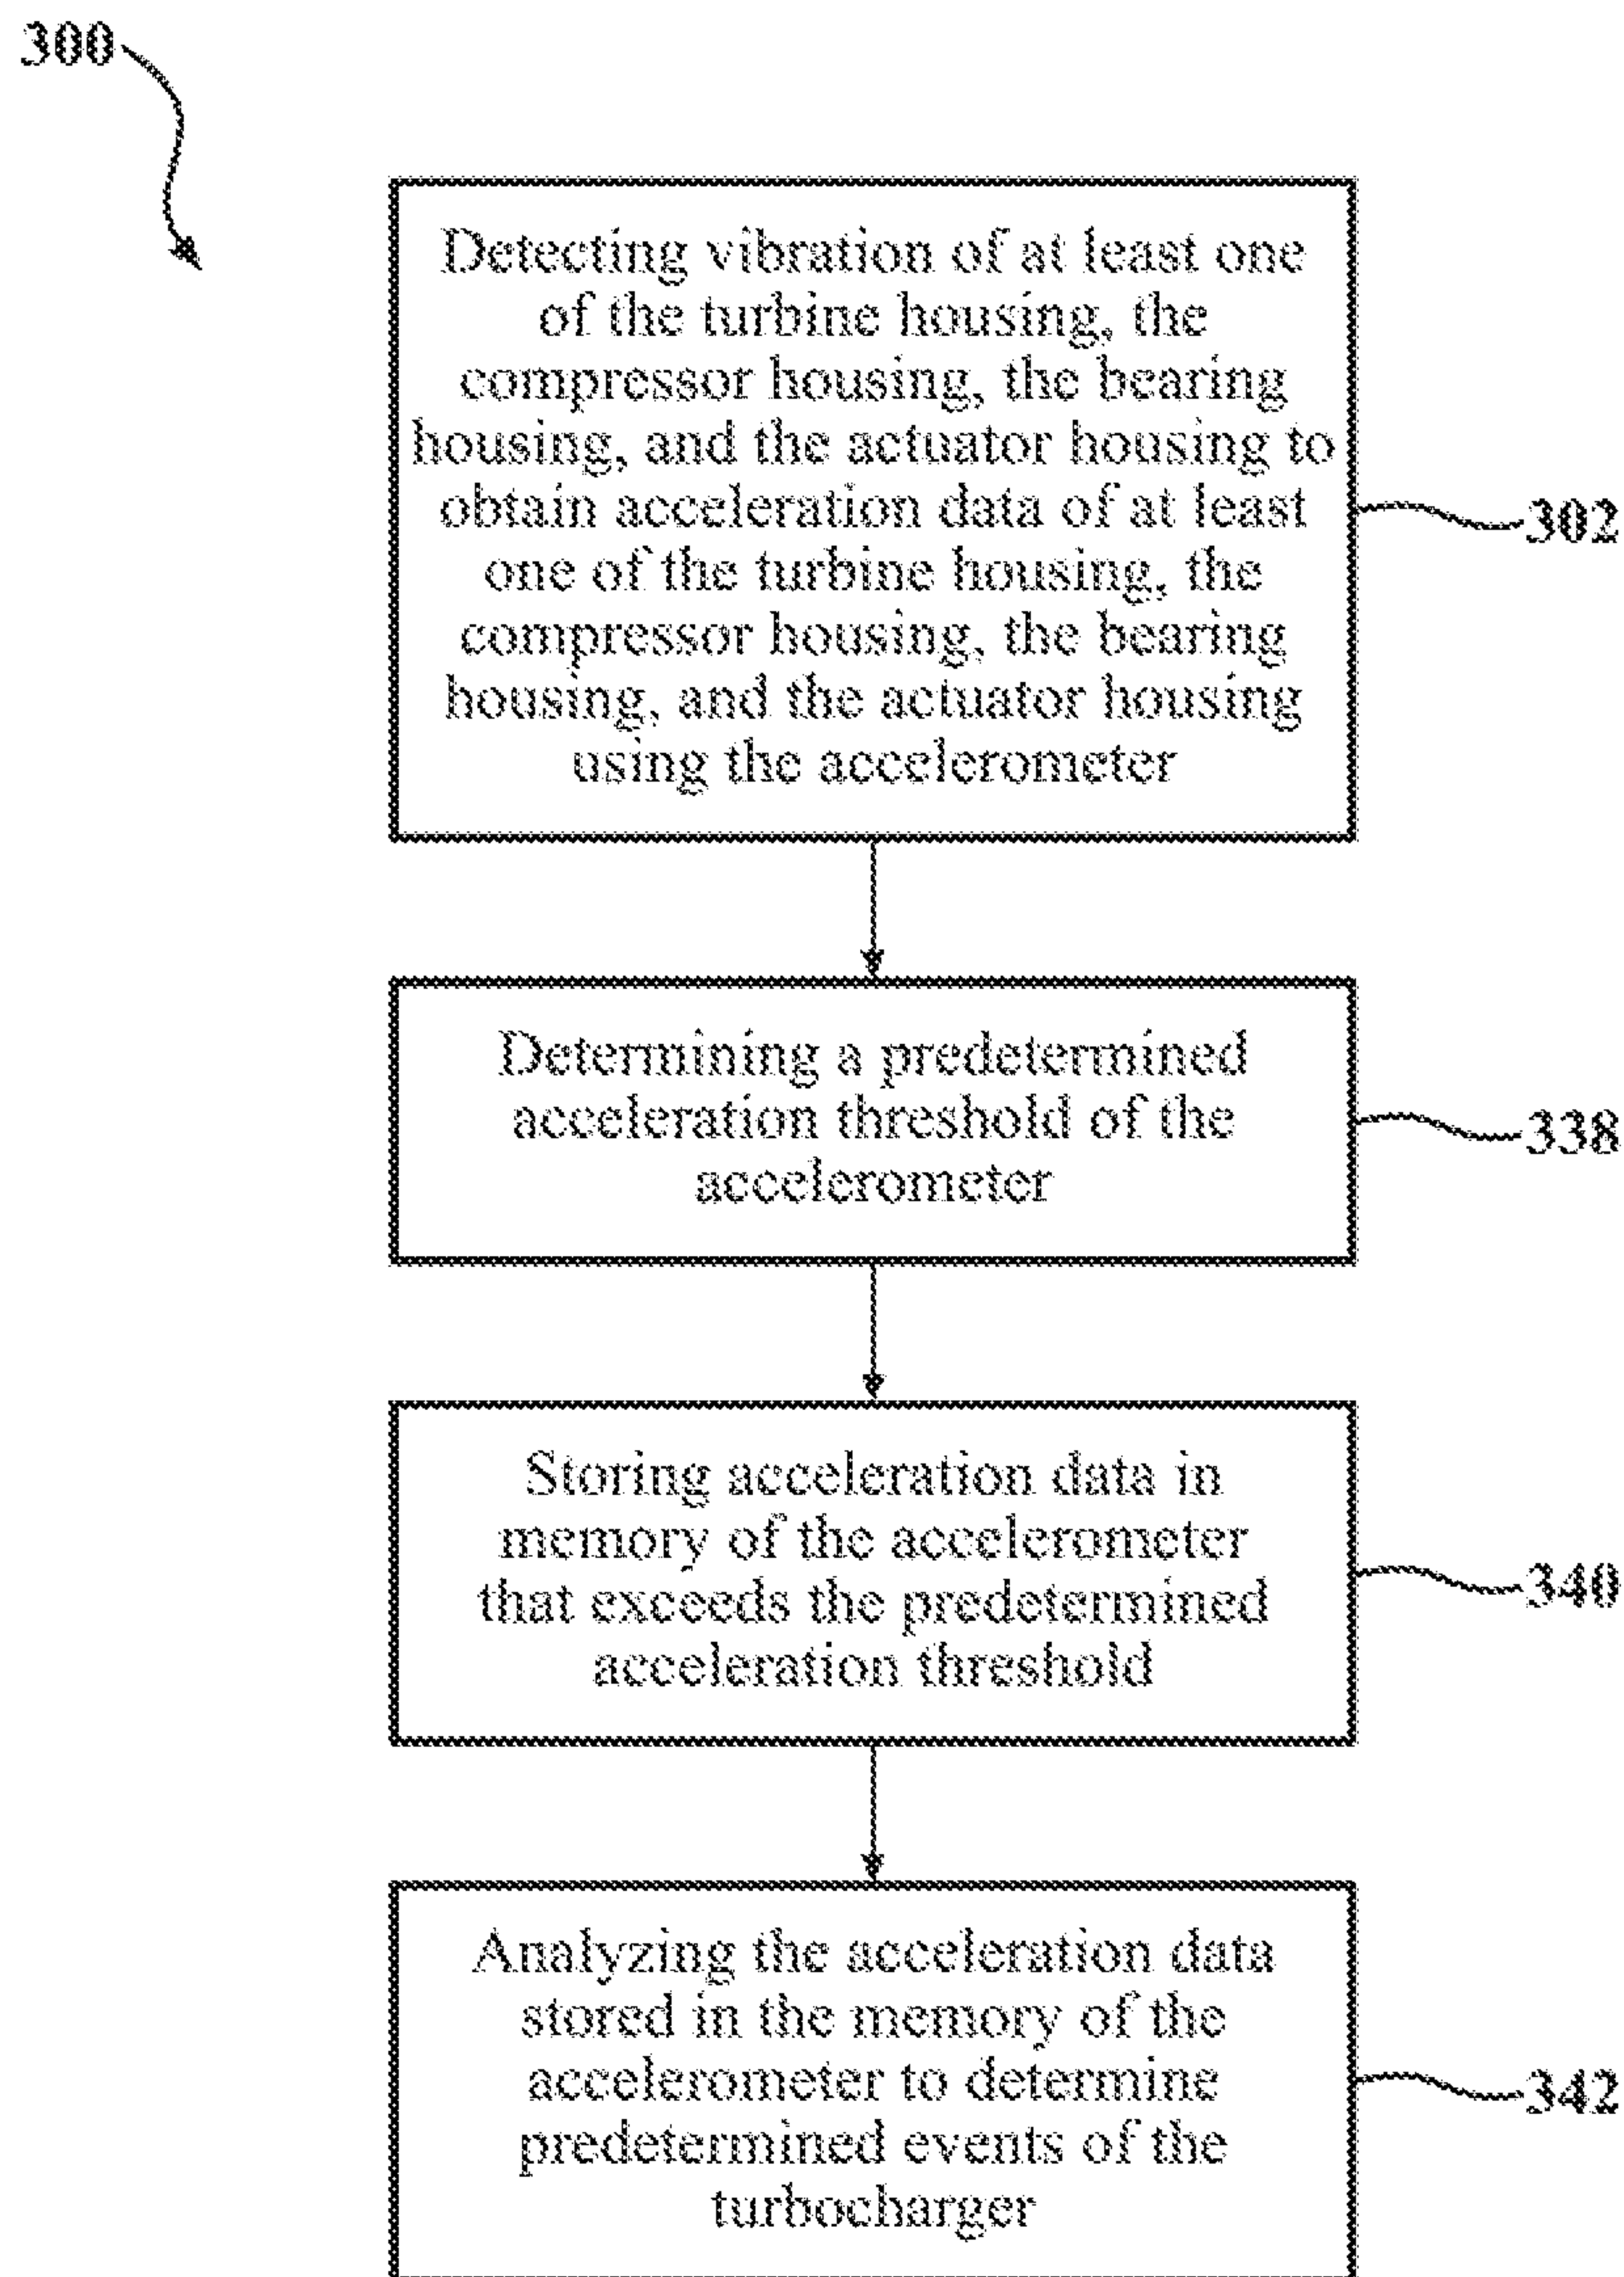 300
Detecting vibration of at least one
of the turbine housing, the
compressor housing, the bearing
housing, and the actuator housing to
obtain acceleration data of at least
one of the turbine housing, the
compressor housing, the bearing
housing, and the actuator housing
using the accelerometer
302
Determining a predetermined
acceleration threshold of the
accelerometer
338
Storing acceleration data in
memory of the accelerometer
that exceeds the predetermined
acceleration threshold
340
Analyzing the acceleration data
stored in the memory of the
accelerometer to determine
predetermined events of the
turbocharger
342